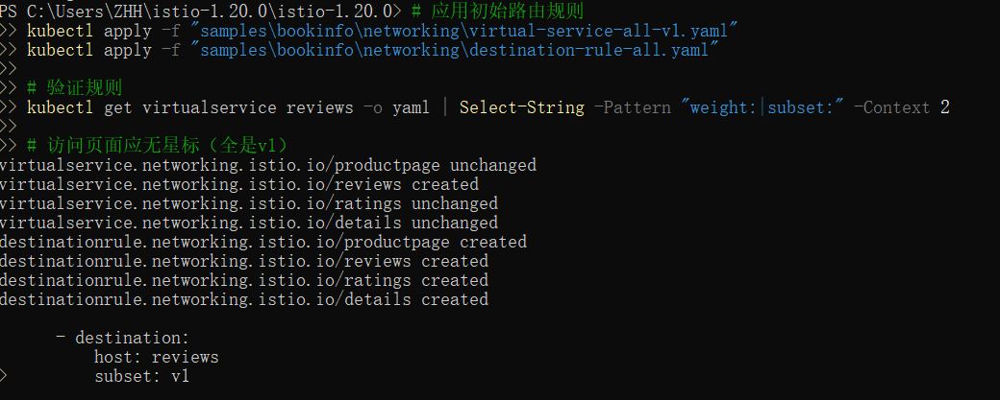 PS C:\Users\ZHH\istio-1.20.0\istio-1.20.0> # 应用初始路由规则
>> kubectl apply -f "samples\bookinfo\networking\virtual-service-all-v1.yaml"
>> kubectl apply -f "samples\bookinfo\networking\destination-rule-all.yaml"
>>
>> # 验证规则
>> kubectl get virtualservice reviews -o yaml | Select-String -Pattern "weight:|subset:" -Context 2
>>
>> # 访问页面应无星标（全是v1）
virtualservice.networking.istio.io/productpage unchanged
virtualservice.networking.istio.io/reviews created
virtualservice.networking.istio.io/ratings unchanged
virtualservice.networking.istio.io/details unchanged
destinationrule.networking.istio.io/productpage created
destinationrule.networking.istio.io/reviews created
destinationrule.networking.istio.io/ratings created
destinationrule.networking.istio.io/details created
- destination:
host: reviews
> subset: v1